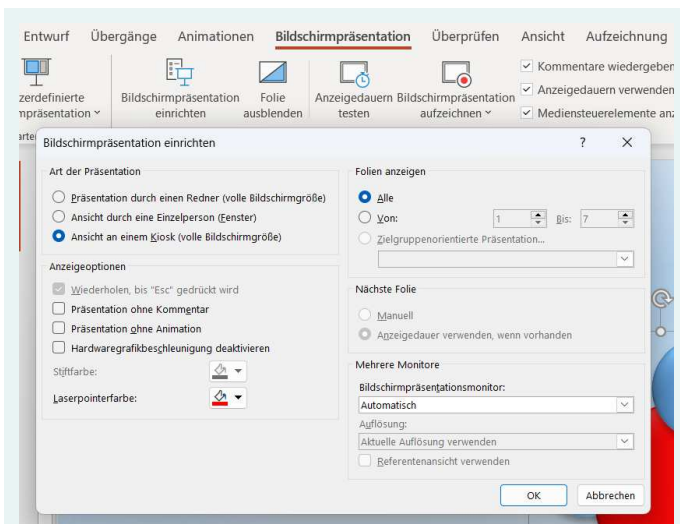 Entwurf Übergänge Animationen Bildschirmpräsentation Überprüfen Ansicht Aufzeichnung
zerdefinierte
mpräsentation
Bildschirmpräsentation
einrichten
Folie
ausblenden
Anzeigedauern
testen
Bildschirmpräsentation
aufzeichnen
Kommentare wiedergeben
Anzeigedauern verwenden
Mediensteuerelemente anz
arte
Bildschirmpräsentation einrichten ? X
Art der Präsentation
Präsentation durch einen Redner (volle Bildschirmgröße)
Ansicht durch eine Einzelperson (Fenster)
Ansicht an einem Kiosk (volle Bildschirmgröße)
Anzeigeoptionen
Wiederholen, bis "Esc" gedrückt wird
Präsentation ohne Kommentar
Präsentation ohne Animation
Hardwaregrafikbeschleunigung deaktivieren
Stiftfarbe:
Laserpointerfarbe:
Folien anzeigen
Alle
Von: 1 Bis: 7
Zielgruppenorientierte Präsentation...
Nächste Folie
Manuell
Anzeigedauer verwenden, wenn vorhanden
Mehrere Monitore
Bildschirmpräsentationsmonitor:
Automatisch
Auflösung:
Aktuelle Auflösung verwenden
Referentenansicht verwenden
OK Abbrechen